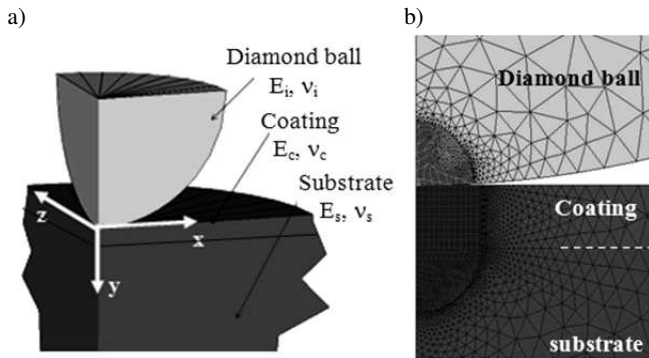 a)
Diamond ball
Eᵢ, νᵢ
Coating
E꜀, ν꜀
Substrate
Eₛ, νₛ
z
x
y
b)
Diamond ball
Coating
substrate